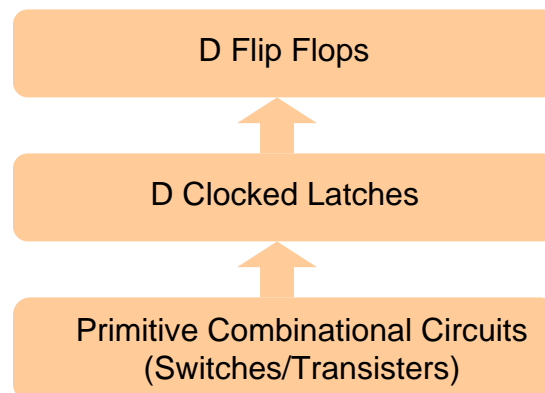 D Flip Flops
D Clocked Latches
Primitive Combinational Circuits
(Switches/Transisters)